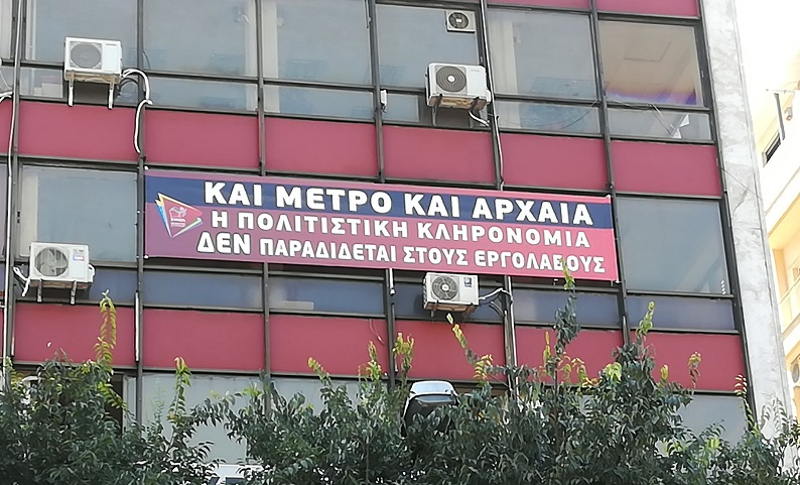 ΚΑΙ ΜΕΤΡΟ ΚΑΙ ΑΡΧΑΙΑ
Η ΠΟΛΙΤΙΣΤΙΚΗ ΚΛΗΡΟΝΟΜΙΑ
ΔΕΝ ΠΑΡΑΔΙΔΕΤΑΙ ΣΤΟΥΣ ΕΡΓΟΛΑΒΟΥΣ